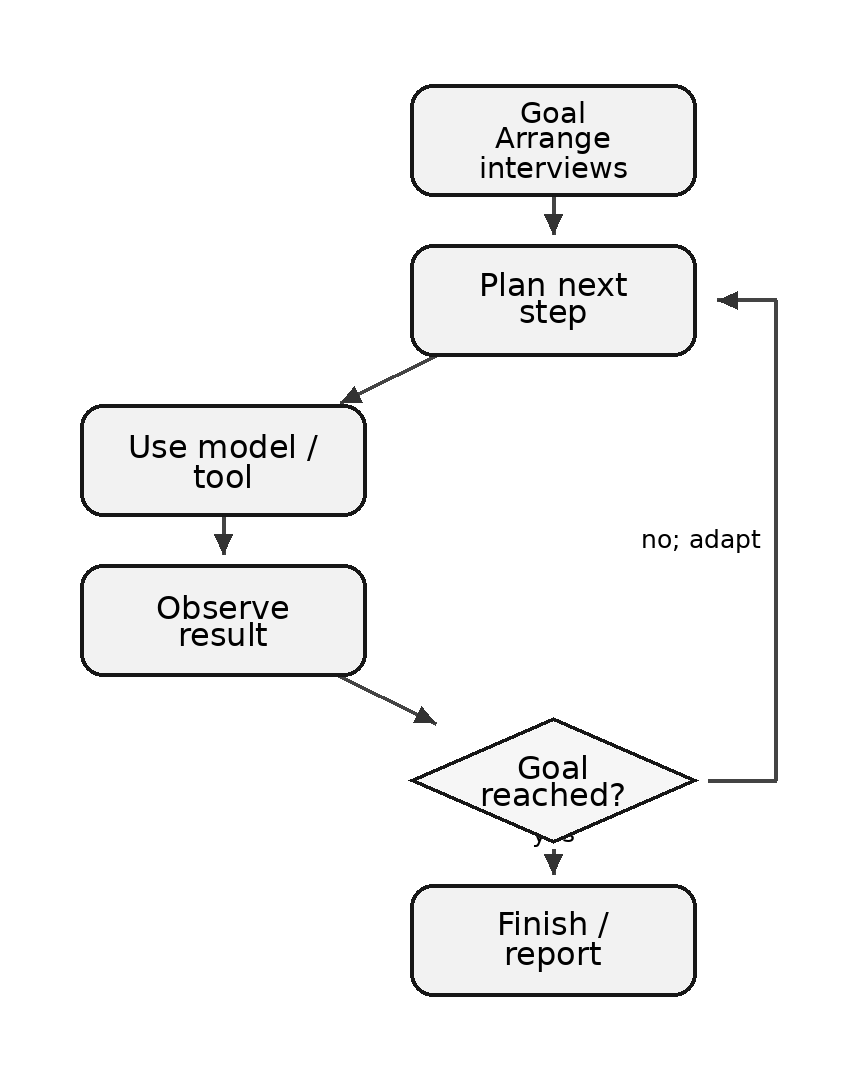 Goal
Arrange
interviews
Plan next
step
Use model /
tool
Observe
result
no; adapt
Goal
reached?
Finish /
report